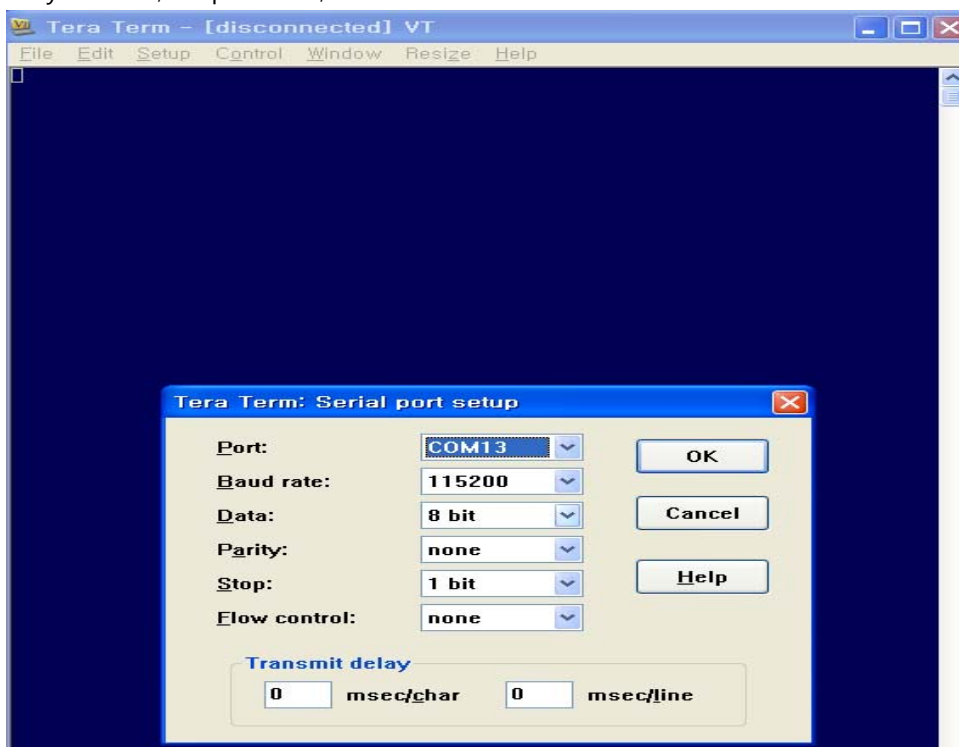 Tera Term - [disconnected] VT
File Edit Setup Control Window Resize Help
Tera Term: Serial port setup
Port: COM13
OK
Baud rate: 115200
Data: 8 bit
Cancel
Parity: none
Stop: 1 bit
Help
Flow control: none
Transmit delay
0 msec/char 0 msec/line